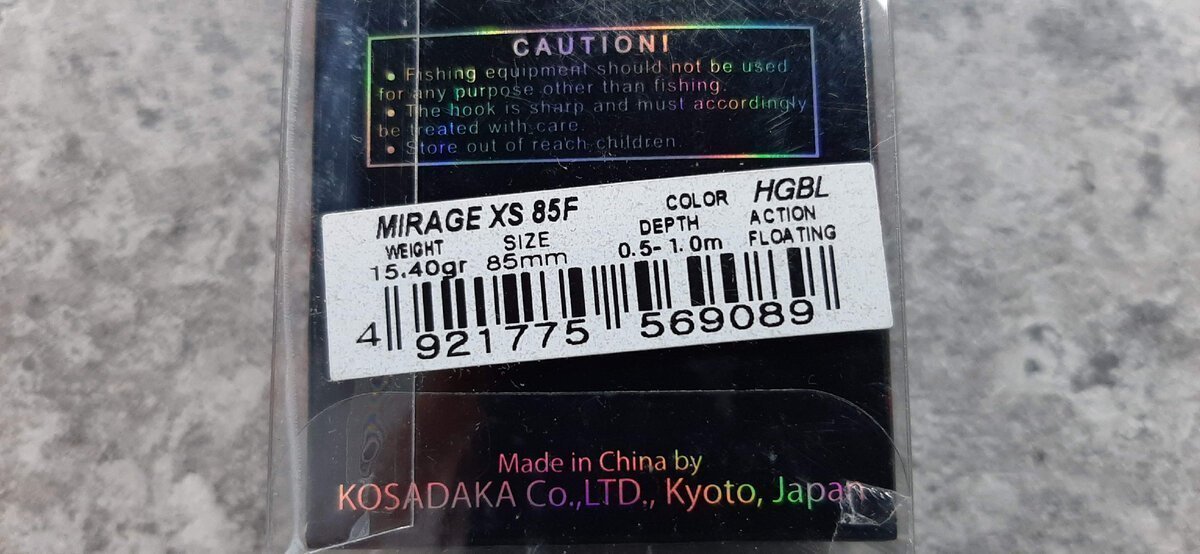 CAUTION!
• Fishing equipment should not be used
for any purpose other than fishing.
• The hook is sharp and must accordingly
be treated with care.
• Store out of reach children.
MIRAGE XS 85F COLOR HGBL
WEIGHT SIZE DEPTH ACTION
15.40gr 85mm 0.5-1.0m FLOATING
4 921775 569089
Made in China by
KOSADAKA Co.,LTD., Kyoto, Japan